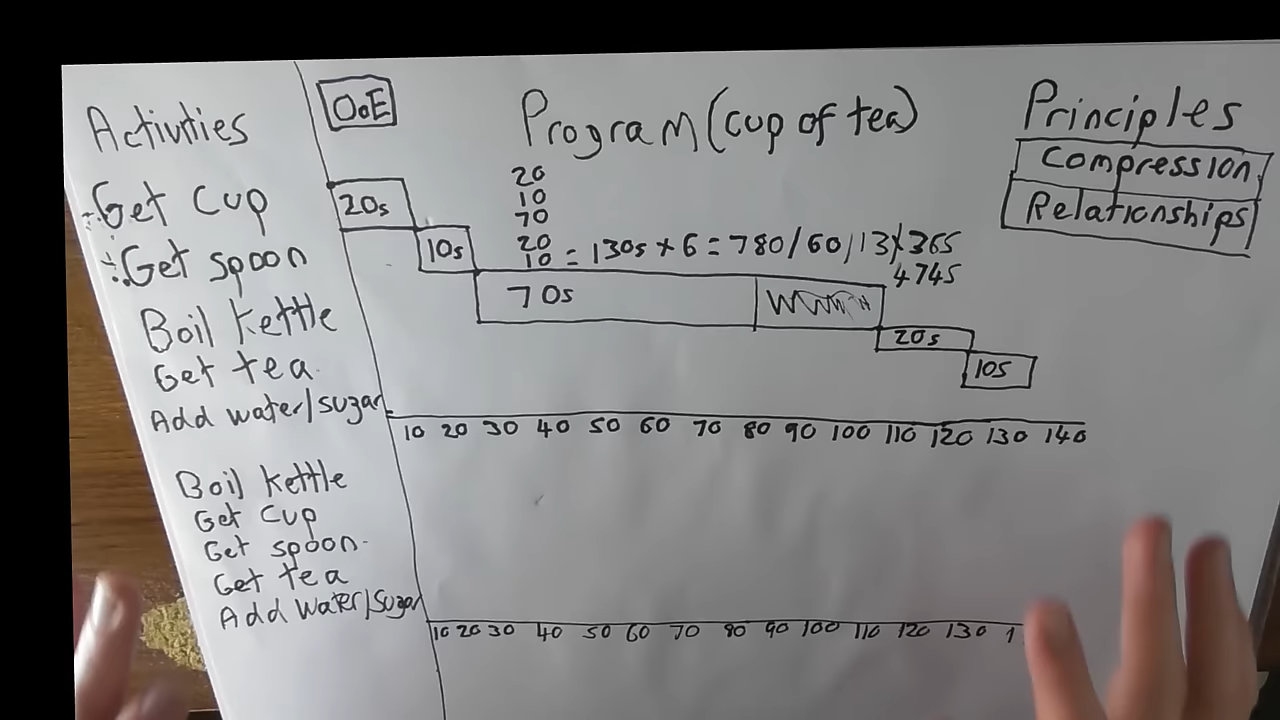 Activities
OoE
Program (cup of tea)
Principles
Compression
Relationships
Get Cup
20s
20
10
70
20
10 = 130s * 6 = 780/60, 13 * 365
4745
Get spoon
10s
Boil Kettle
70s
Get tea
20s
Add water/sugar
10s
10 20 30 40 50 60 70 80 90 100 110 120 130 140
Boil Kettle
Get Cup
Get spoon
Get tea
Add water/sugar
10 20 30 40 50 60 70 80 90 100 110 120 130 1